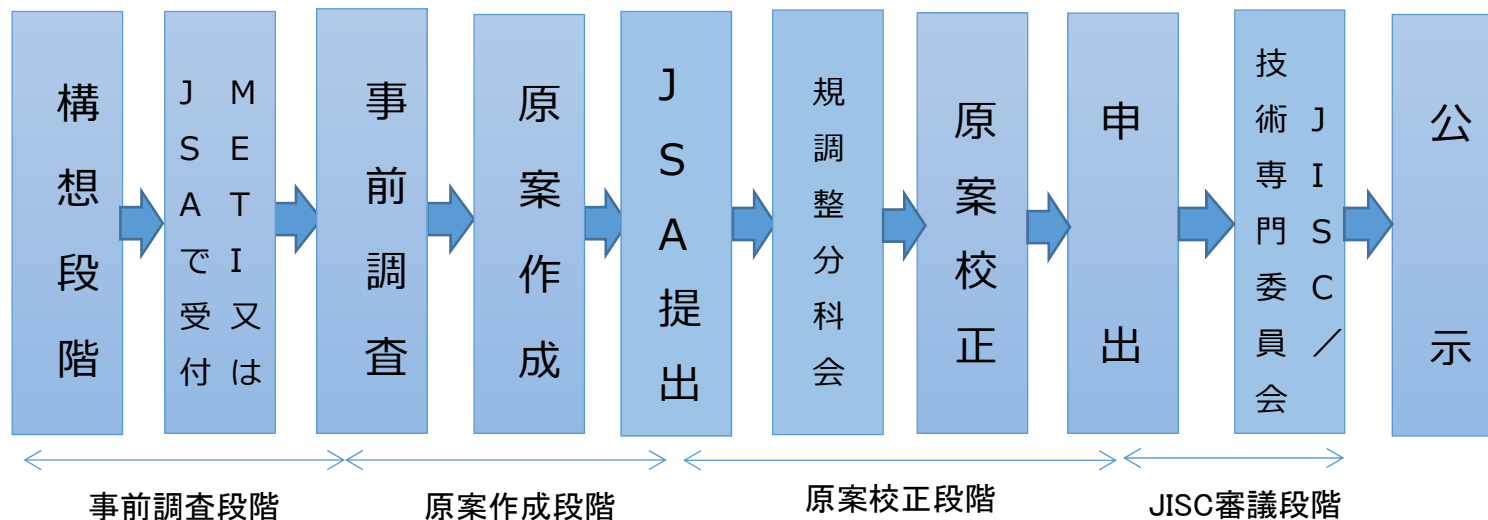 構想段階
METI又は
JSAで受付
事前調査
原案作成
JSA提出
規調整分科会
原案校正
申出
JISC／
技術専門委員会
公示
事前調査段階
原案作成段階
原案校正段階
JISC審議段階